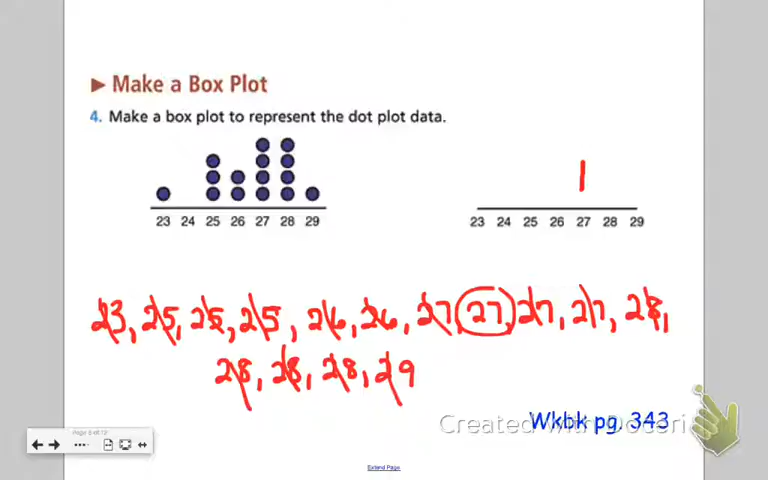 ► Make a Box Plot
4. Make a box plot to represent the dot plot data.
23 24 25 26 27 28 29
23 24 25 26 27 28 29
23, 25, 25, 25, 26, 26, 27, 27, 27, 27, 28,
28, 28, 28, 29
Wkbk pg. 343
Created with Doceri
Extend Page